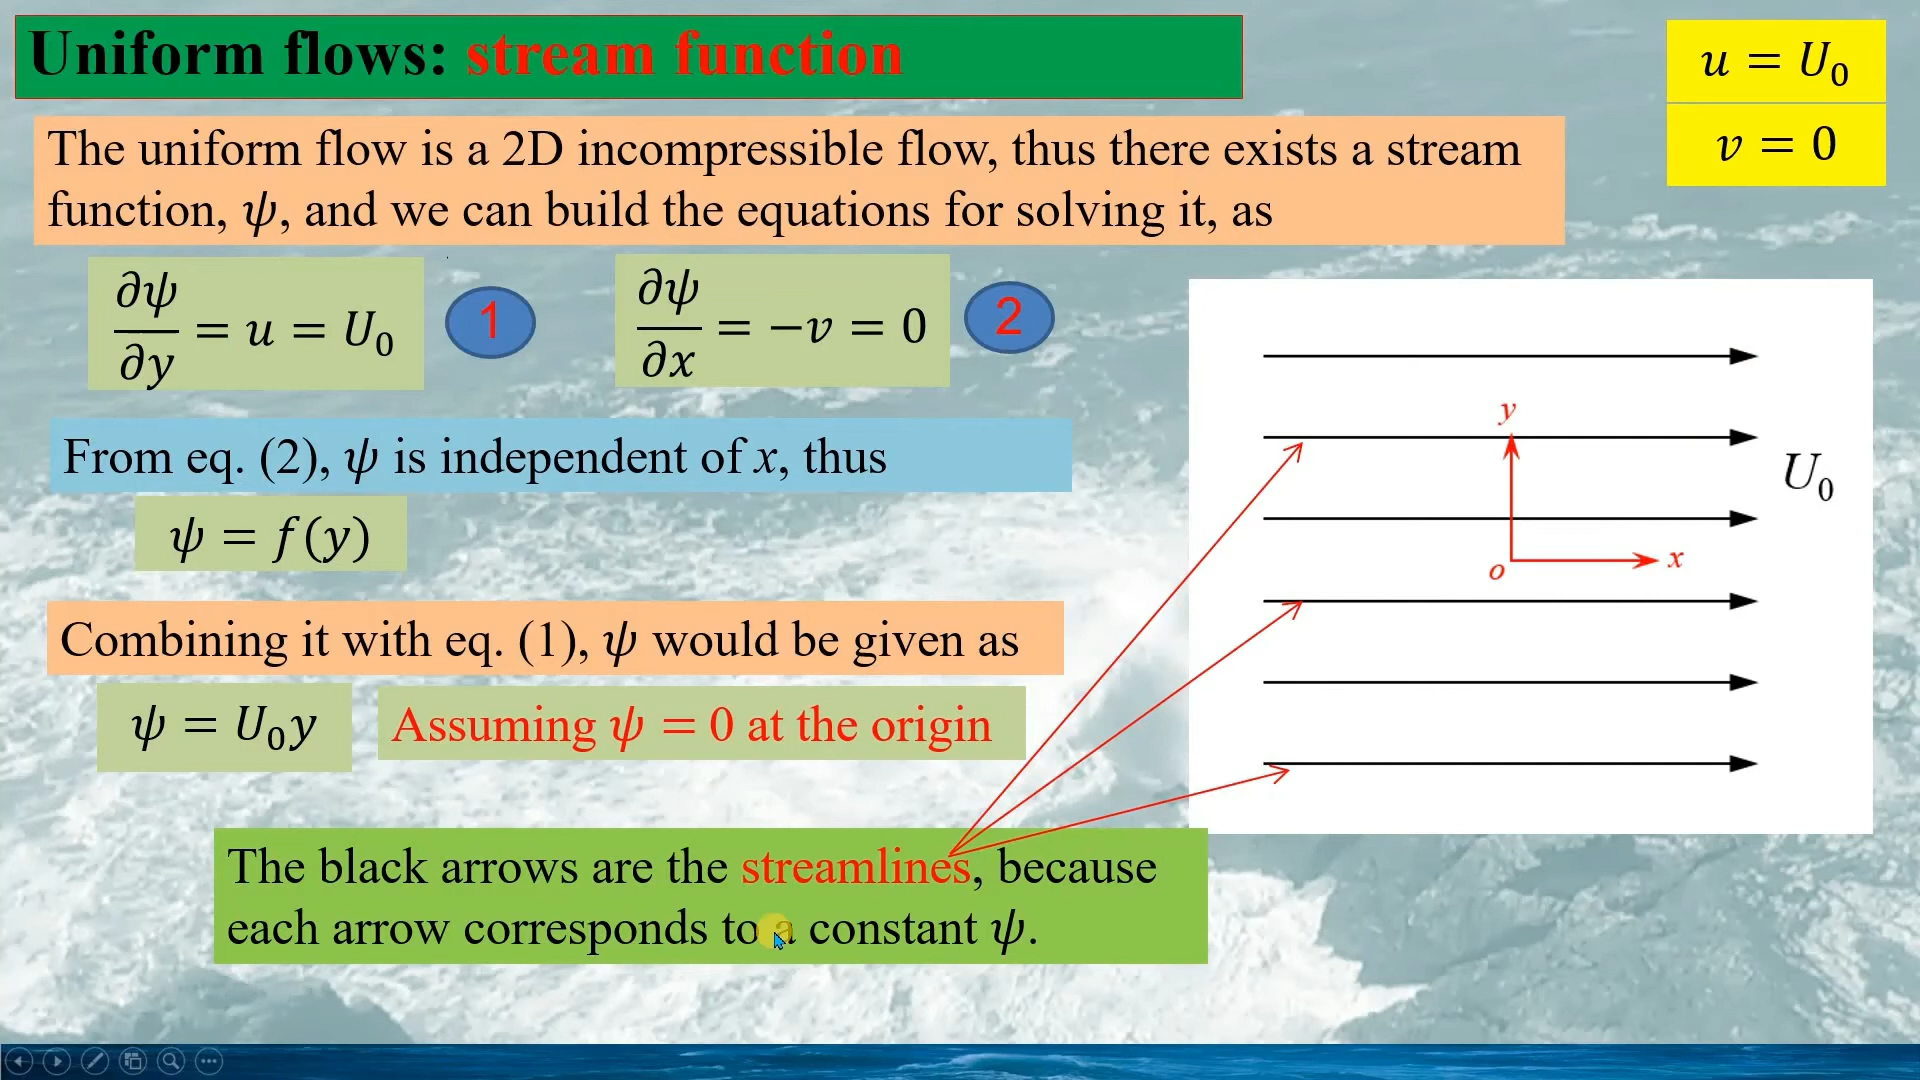 Uniform flows: stream function
u = U₀
v = 0
The uniform flow is a 2D incompressible flow, thus there exists a stream
function, ψ, and we can build the equations for solving it, as
∂ψ/∂y = u = U₀
1
∂ψ/∂x = −v = 0
2
From eq. (2), ψ is independent of x, thus
ψ = f(y)
Combining it with eq. (1), ψ would be given as
ψ = U₀y
Assuming ψ = 0 at the origin
The black arrows are the streamlines, because
each arrow corresponds to a constant ψ.
y
U₀
x
o